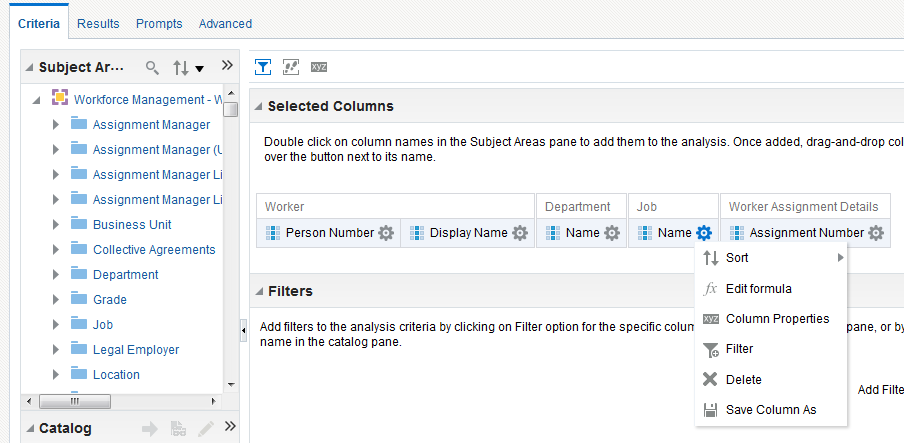 Criteria Results Prompts Advanced
Subject Ar...
Workforce Management - W
Assignment Manager
Assignment Manager (U
Assignment Manager Li
Assignment Manager Li
Business Unit
Collective Agreements
Department
Grade
Job
Legal Employer
Location
Catalog
xyz
Selected Columns
Double click on column names in the Subject Areas pane to add them to the analysis. Once added, drag-and-drop col
over the button next to its name.
Worker Department Job Worker Assignment Details
Person Number Display Name Name Name Assignment Number
Filters
Add filters to the analysis criteria by clicking on Filter option for the specific colum pane, or by
name in the catalog pane.
Add Filte
Sort
fx Edit formula
xyz Column Properties
Filter
Delete
Save Column As